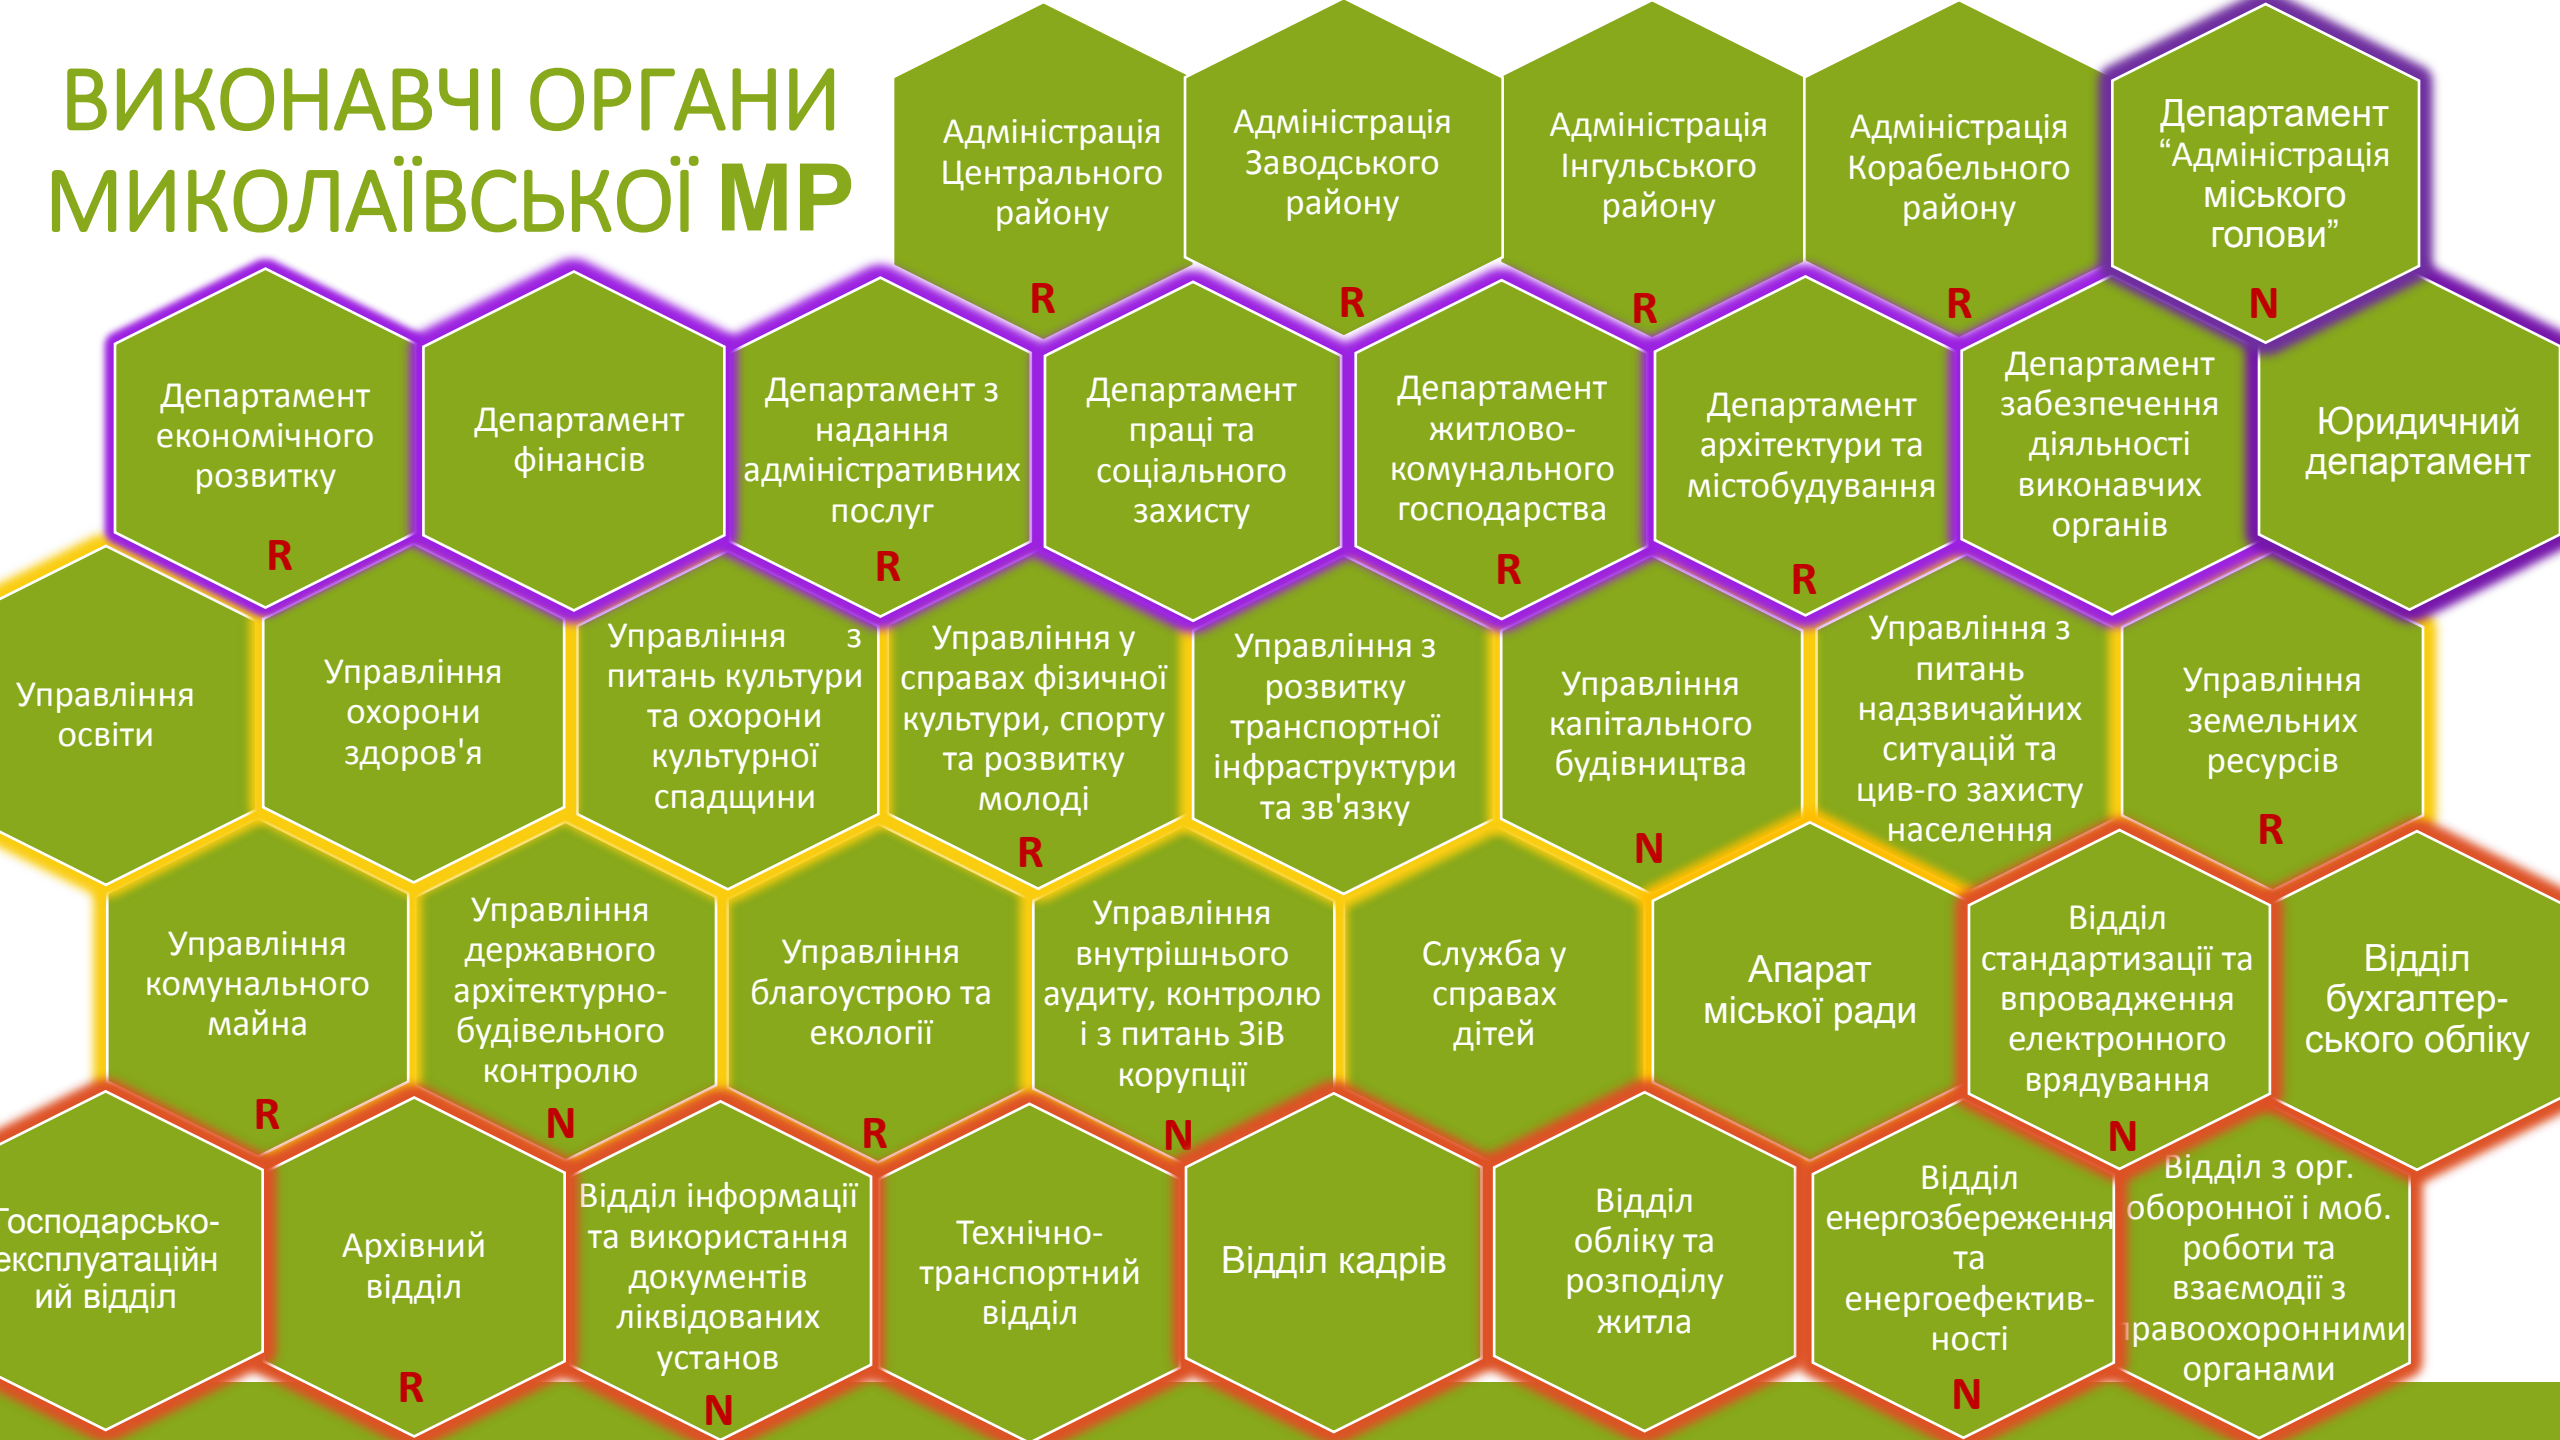 ВИКОНАВЧІ ОРГАНИ
МИКОЛАЇВСЬКОЇ МР
Адміністрація
Центрального
району
R
Адміністрація
Заводського
району
R
Адміністрація
Інгульського
району
R
Адміністрація
Корабельного
району
R
Департамент
“Адміністрація
міського
голови”
N
Департамент
економічного
розвитку
R
Департамент
фінансів
Департамент з
надання
адміністративних
послуг
R
Департамент
праці та
соціального
захисту
Департамент
житлово-
комунального
господарства
R
Департамент
архітектури та
містобудування
R
Департамент
забезпечення
діяльності
виконавчих
органів
Юридичний
департамент
Управління
освіти
Управління
охорони
здоров'я
Управління з
питань культури
та охорони
культурної
спадщини
Управління у
справах фізичної
культури, спорту
та розвитку
молоді
R
Управління з
розвитку
транспортної
інфраструктури
та зв'язку
Управління
капітального
будівництва
N
Управління з
питань
надзвичайних
ситуацій та
цив-го захисту
населення
Управління
земельних
ресурсів
R
Управління
комунального
майна
R
Управління
державного
архітектурно-
будівельного
контролю
N
Управління
благоустрою та
екології
R
Управління
внутрішнього
аудиту, контролю
і з питань ЗіВ
корупції
N
Служба у
справах
дітей
Апарат
міської ради
Відділ
стандартизації та
впровадження
електронного
врядування
N
Відділ
бухгалтер-
ського обліку
Господарсько-
експлуатаційн
ий відділ
Архівний
відділ
R
Відділ інформації
та використання
документів
ліквідованих
установ
N
Технічно-
транспортний
відділ
Відділ кадрів
Відділ
обліку та
розподілу
житла
Відділ
енергозбереження
та
енергоефектив-
ності
N
Відділ з орг.
оборонної і моб.
роботи та
взаємодії з
равоохоронними
органами